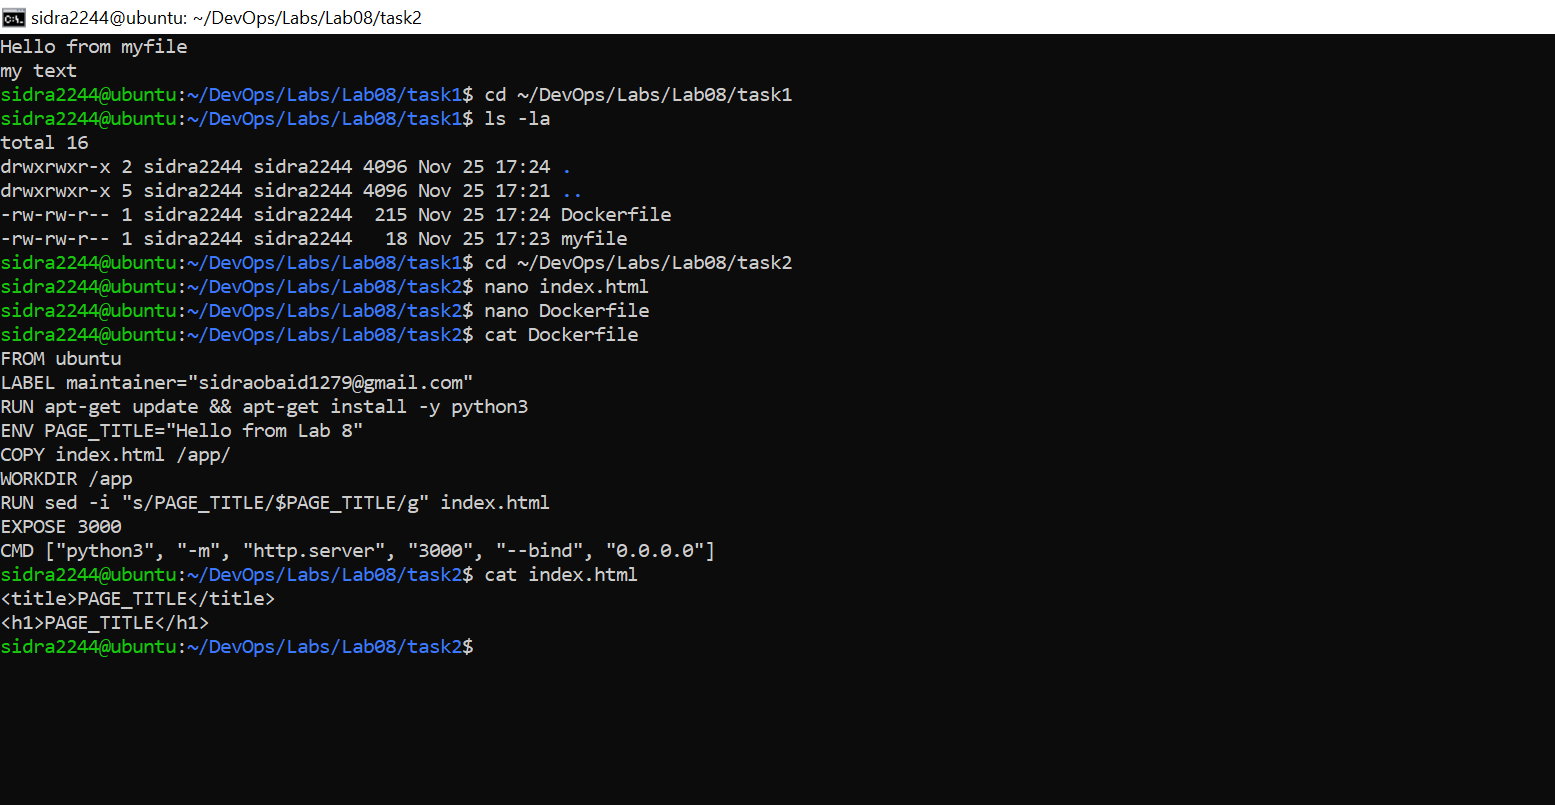 sidra2244@ubuntu: ~/DevOps/Labs/Lab08/task2
Hello from myfile
my text
sidra2244@ubuntu:~/DevOps/Labs/Lab08/task1$ cd ~/DevOps/Labs/Lab08/task1
sidra2244@ubuntu:~/DevOps/Labs/Lab08/task1$ ls -la
total 16
drwxrwxr-x 2 sidra2244 sidra2244 4096 Nov 25 17:24 .
drwxrwxr-x 5 sidra2244 sidra2244 4096 Nov 25 17:21 ..
-rw-rw-r-- 1 sidra2244 sidra2244  215 Nov 25 17:24 Dockerfile
-rw-rw-r-- 1 sidra2244 sidra2244   18 Nov 25 17:23 myfile
sidra2244@ubuntu:~/DevOps/Labs/Lab08/task1$ cd ~/DevOps/Labs/Lab08/task2
sidra2244@ubuntu:~/DevOps/Labs/Lab08/task2$ nano index.html
sidra2244@ubuntu:~/DevOps/Labs/Lab08/task2$ nano Dockerfile
sidra2244@ubuntu:~/DevOps/Labs/Lab08/task2$ cat Dockerfile
FROM ubuntu
LABEL maintainer="sidraobaid1279@gmail.com"
RUN apt-get update && apt-get install -y python3
ENV PAGE_TITLE="Hello from Lab 8"
COPY index.html /app/
WORKDIR /app
RUN sed -i "s/PAGE_TITLE/$PAGE_TITLE/g" index.html
EXPOSE 3000
CMD ["python3", "-m", "http.server", "3000", "--bind", "0.0.0.0"]
sidra2244@ubuntu:~/DevOps/Labs/Lab08/task2$ cat index.html
<title>PAGE_TITLE</title>
<h1>PAGE_TITLE</h1>
sidra2244@ubuntu:~/DevOps/Labs/Lab08/task2$